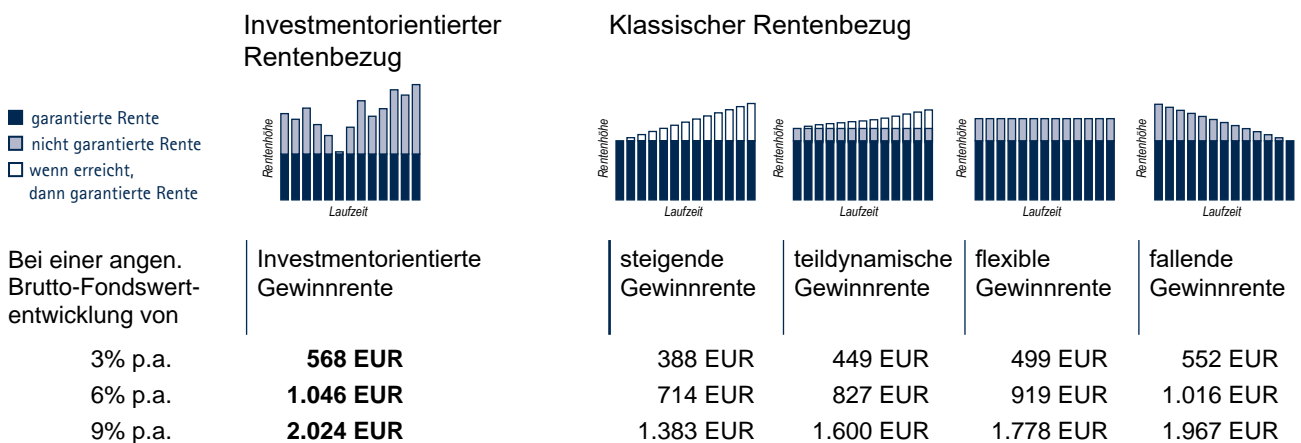 Investmentorientierter
Rentenbezug
Klassischer Rentenbezug
garantierte Rente
nicht garantierte Rente
wenn erreicht,
dann garantierte Rente
Rentenhöhe
Laufzeit
Rentenhöhe
Laufzeit
Rentenhöhe
Laufzeit
Rentenhöhe
Laufzeit
Rentenhöhe
Laufzeit
Bei einer angen.
Brutto-Fondswert-
entwicklung von
Investmentorientierte
Gewinnrente
steigende
Gewinnrente
teildynamische
Gewinnrente
flexible
Gewinnrente
fallende
Gewinnrente
3% p.a. 568 EUR 388 EUR 449 EUR 499 EUR 552 EUR
6% p.a. 1.046 EUR 714 EUR 827 EUR 919 EUR 1.016 EUR
9% p.a. 2.024 EUR 1.383 EUR 1.600 EUR 1.778 EUR 1.967 EUR